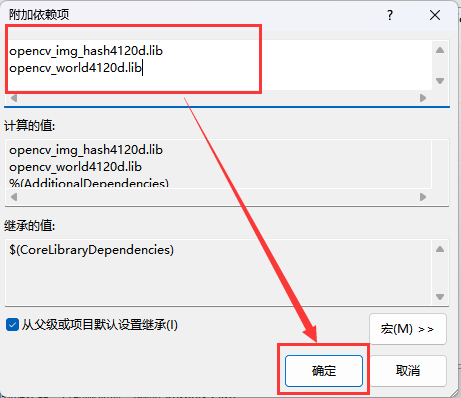 附加依赖项
?
opencv_img_hash4120d.lib
opencv_world4120d.lib
计算的值:
opencv_img_hash4120d.lib
opencv_world4120d.lib
%(AdditionalDependencies)
继承的值:
$(CoreLibraryDependencies)
从父级或项目默认设置继承(I)
宏(M) >>
确定
取消